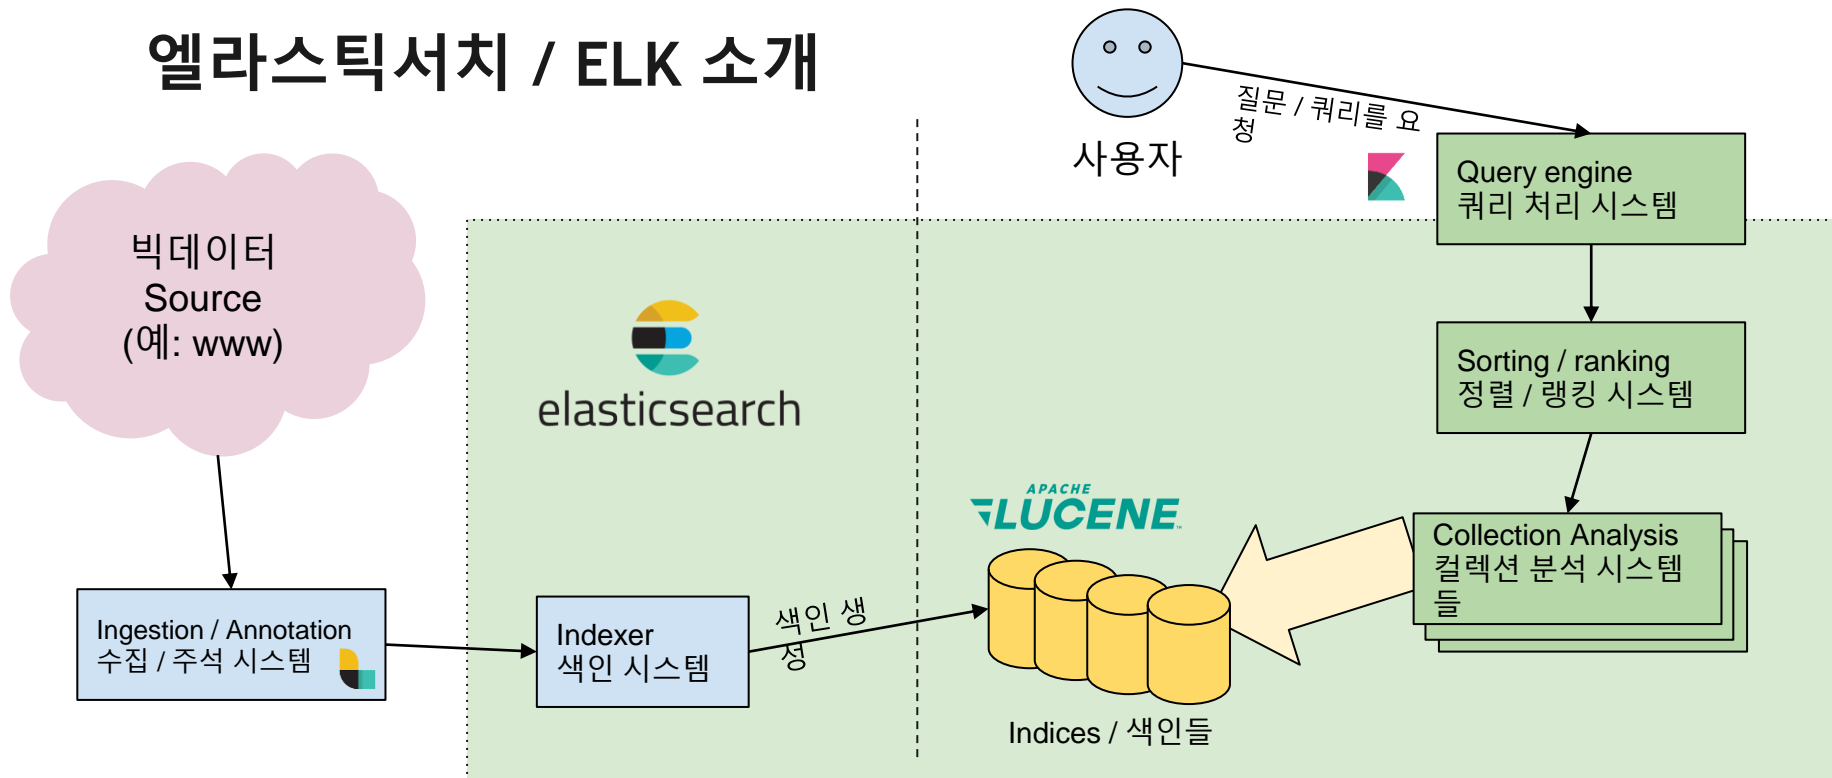 엘라스틱서치 / ELK 소개
사용자
질문 / 쿼리를 요
청
Query engine
쿼리 처리 시스템
빅데이터
Source
(예: www)
elasticsearch
Sorting / ranking
정렬 / 랭킹 시스템
APACHE
LUCENE
Collection Analysis
컬렉션 분석 시스템
들
Ingestion / Annotation
수집 / 주석 시스템
Indexer
색인 시스템
색인 생
성
Indices / 색인들